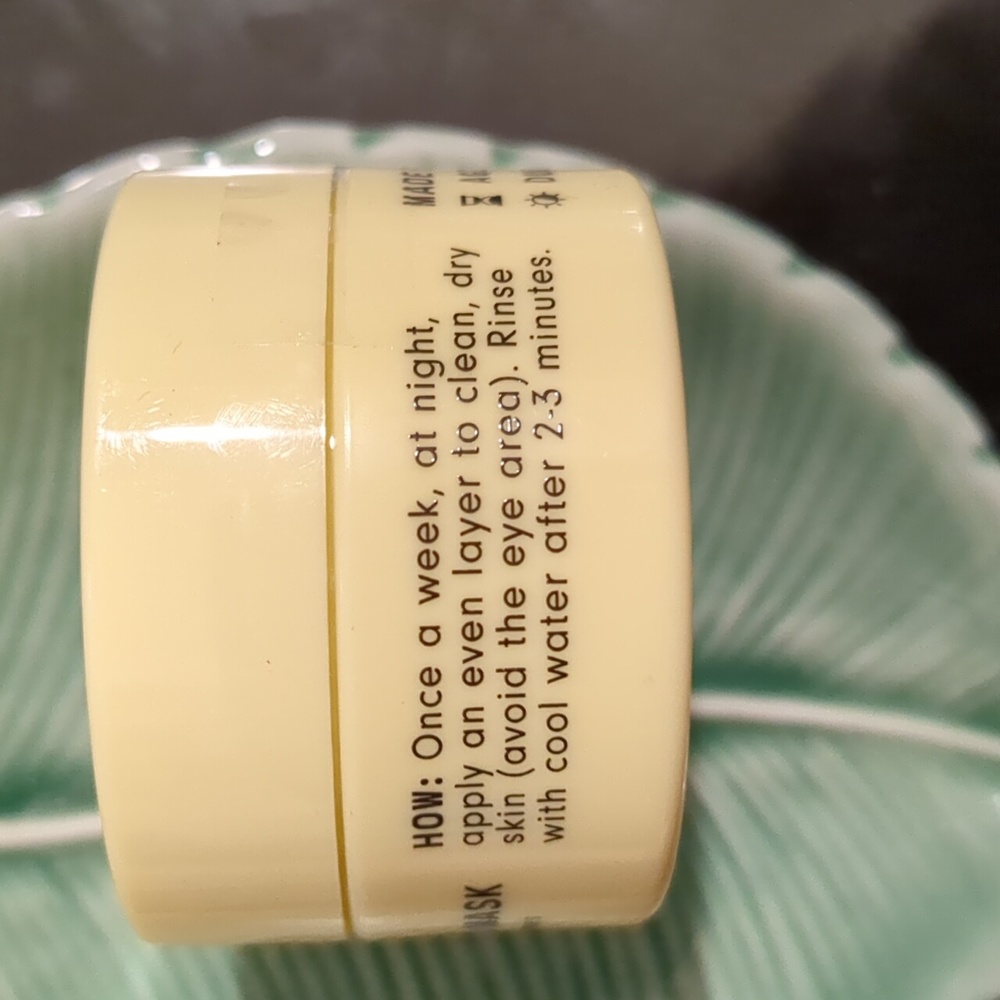 HOW: Once a week, at night,
apply an even layer to clean, dry
skin (avoid the eye area). Rinse
with cool water after 2-3 minutes.
MADE